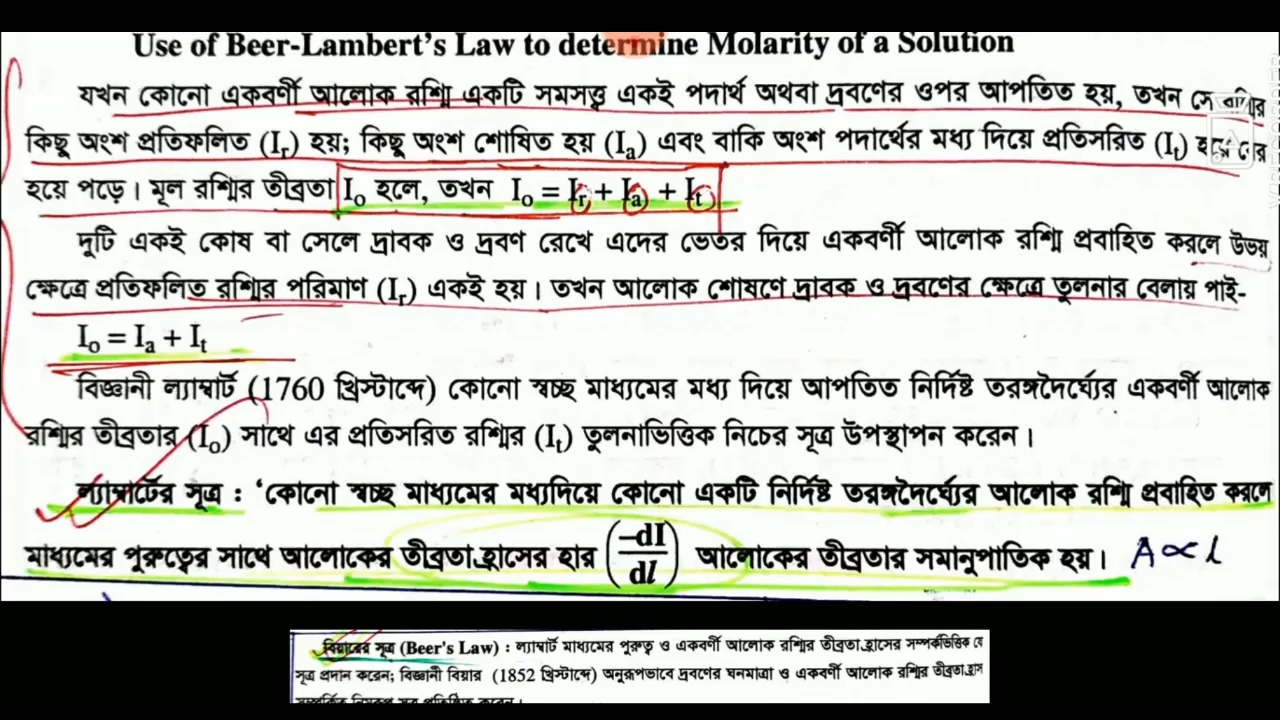 Use of Beer-Lambert's Law to determine Molarity of a Solution
যখন কোনো একবর্ণী আলোক রশ্মি একটি সমসত্ত্ব একই পদার্থ অথবা দ্রবণের ওপর আপতিত হয়, তখন সে রশ্মির
কিছু অংশ প্রতিফলিত (Iᵣ) হয়; কিছু অংশ শোষিত হয় (Iₐ) এবং বাকি অংশ পদার্থের মধ্য দিয়ে প্রতিসরিত (Iₜ) হয়ে বের
হয়ে পড়ে। মূল রশ্মির তীব্রতা I₀ হলে, তখন I₀ = Iᵣ + Iₐ + Iₜ
দুটি একই কোষ বা সেলে দ্রাবক ও দ্রবণ রেখে এদের ভেতর দিয়ে একবর্ণী আলোক রশ্মি প্রবাহিত করলে উভয়
ক্ষেত্রে প্রতিফলিত রশ্মির পরিমাণ (Iᵣ) একই হয়। তখন আলোক শোষণে দ্রাবক ও দ্রবণের ক্ষেত্রে তুলনার বেলায় পাই-
I₀ = Iₐ + Iₜ
বিজ্ঞানী ল্যাম্বার্ট (1760 খ্রিস্টাব্দে) কোনো স্বচ্ছ মাধ্যমের মধ্য দিয়ে আপতিত নির্দিষ্ট তরঙ্গদৈর্ঘ্যের একবর্ণী আলোক
রশ্মির তীব্রতার (I₀) সাথে এর প্রতিসরিত রশ্মির (Iₜ) তুলনাভিত্তিক নিচের সূত্র উপস্থাপন করেন।
ল্যাম্বার্টের সূত্র : 'কোনো স্বচ্ছ মাধ্যমের মধ্যদিয়ে কোনো একটি নির্দিষ্ট তরঙ্গদৈর্ঘ্যের আলোক রশ্মি প্রবাহিত করলে
মাধ্যমের পুরুত্বের সাথে আলোকের তীব্রতা হ্রাসের হার (-dI/dl) আলোকের তীব্রতার সমানুপাতিক হয়। A∝l
বিয়ারের সূত্র (Beer's Law) : ল্যাম্বার্ট মাধ্যমের পুরুত্ব ও একবর্ণী আলোক রশ্মির তীব্রতা হ্রাসের সম্পর্কভিত্তিক যে
সূত্র প্রদান করেন; বিজ্ঞানী বিয়ার (1852 খ্রিস্টাব্দে) অনুরূপভাবে দ্রবণের ঘনমাত্রা ও একবর্ণী আলোক রশ্মির তীব্রতা হ্রাস